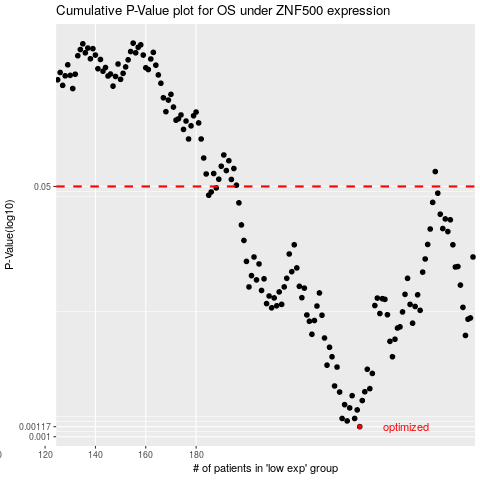 Cumulative P-Value plot for OS under ZNF500 expression
P-Value(log10)
0.05
0.00117
0.001
optimized
0 120 140 160 180
# of patients in 'low exp' group